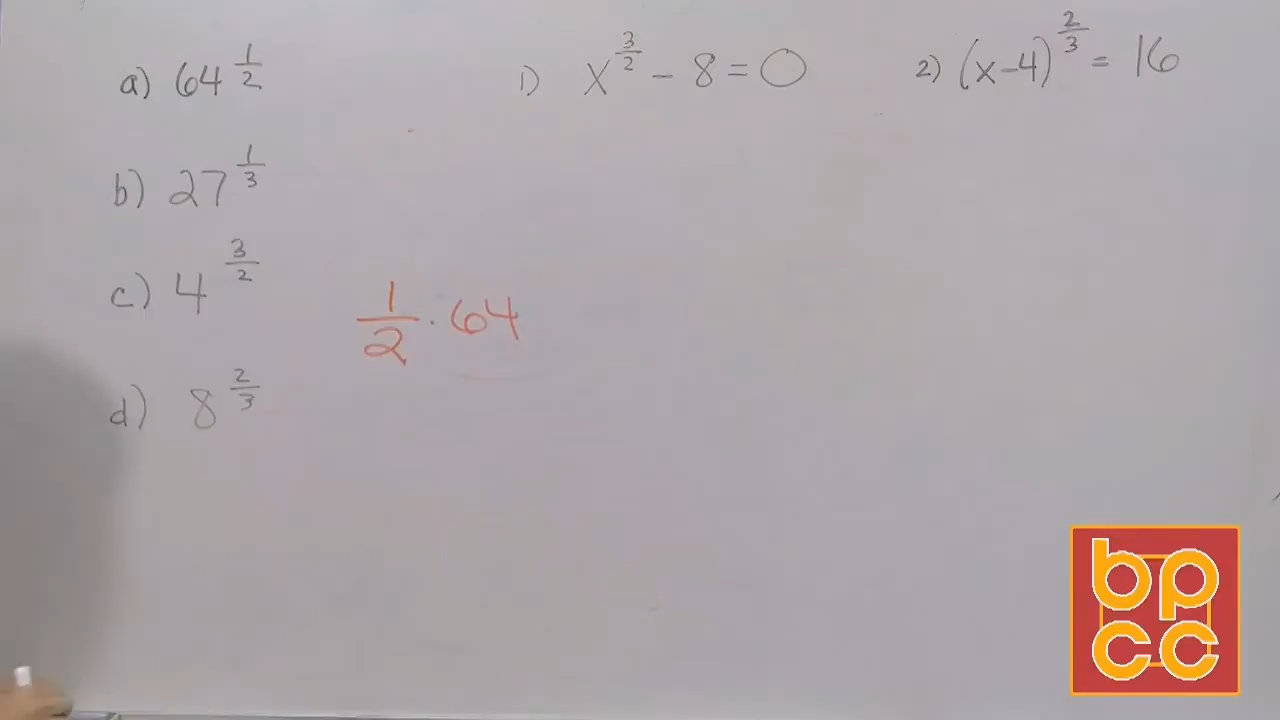 a) 64^(1/2)
b) 27^(1/3)
c) 4^(3/2)
d) 8^(2/3)
1/2 · 64
1) x^(3/2) - 8 = 0
2) (x-4)^(2/3) = 16
bp
cc